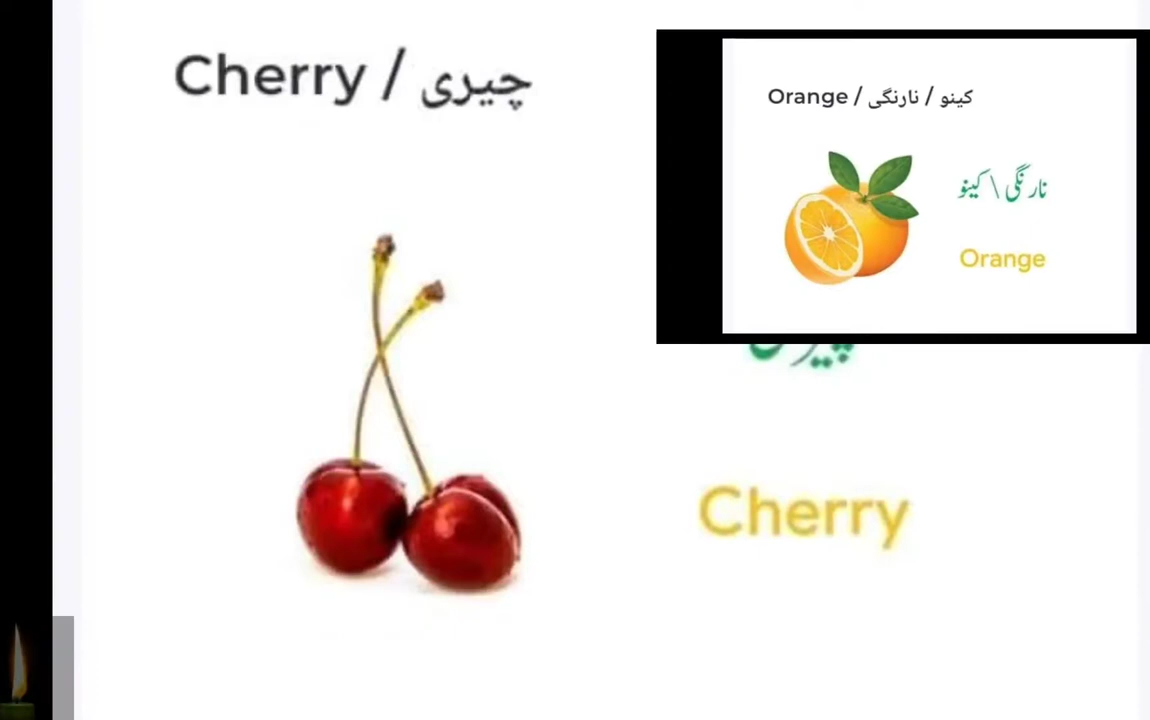 Cherry / چیری
Orange / نارنگی / کینو
نارنگی \ کینو
Orange
Cherry